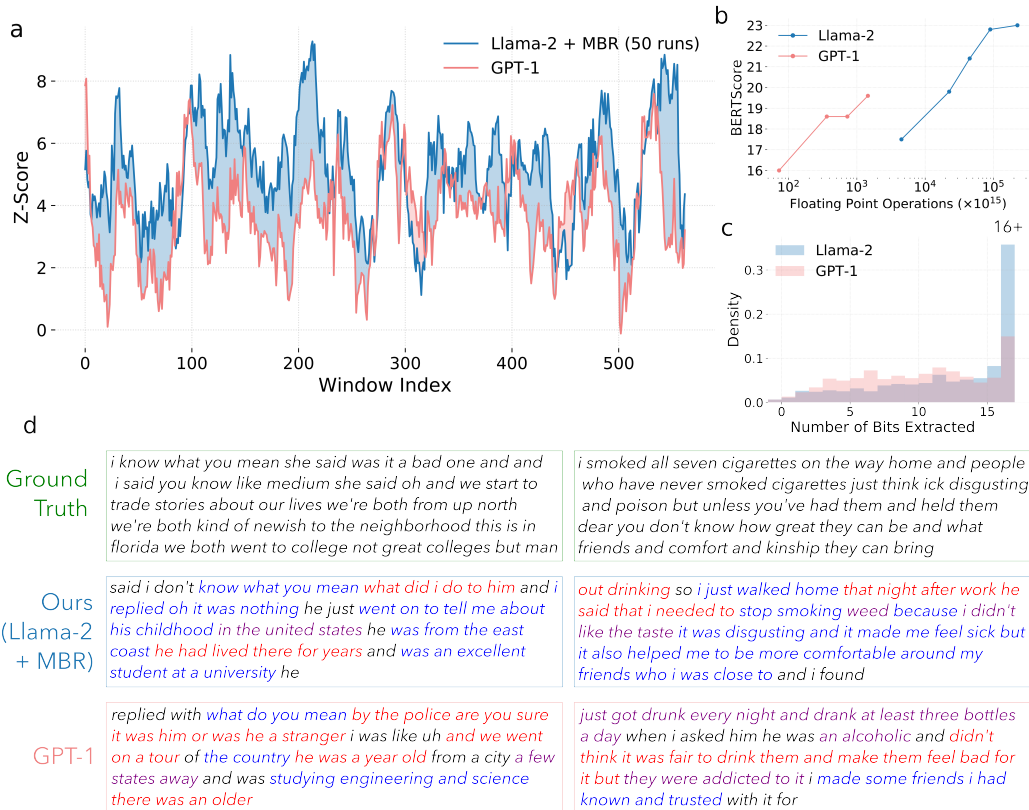 a
Llama-2 + MBR (50 runs)
GPT-1
Z-Score
8
6
4
2
0
0
100
200
300
400
500
Window Index
b
Llama-2
GPT-1
BERTScore
23
22
21
20
19
18
17
16
10²
10³
10⁴
10⁵
Floating Point Operations (×10¹⁵)
c
16+
Llama-2
GPT-1
Density
0.3
0.2
0.1
0.0
0
5
10
15
Number of Bits Extracted
d
Ground
Truth
i know what you mean she said was it a bad one and and
i said you know like medium she said oh and we start to
trade stories about our lives we're both from up north
we're both kind of newish to the neighborhood this is in
florida we both went to college not great colleges but man
i smoked all seven cigarettes on the way home and people
who have never smoked cigarettes just think ick disgusting
and poison but unless you've had them and held them
dear you don't know how great they can be and what
friends and comfort and kinship they can bring
Ours
(Llama-2
+ MBR)
said i don't know what you mean what did i do to him and i
replied oh it was nothing he just went on to tell me about
his childhood in the united states he was from the east
coast he had lived there for years and was an excellent
student at a university he
out drinking so i just walked home that night after work he
said that i needed to stop smoking weed because i didn't
like the taste it was disgusting and it made me feel sick but
it also helped me to be more comfortable around my
friends who i was close to and i found
GPT-1
replied with what do you mean by the police are you sure
it was him or was he a stranger i was like uh and we went
on a tour of the country he was a year old from a city a few
states away and was studying engineering and science
there was an older
just got drunk every night and drank at least three bottles
a day when i asked him he was an alcoholic and didn't
think it was fair to drink them and make them feel bad for
it but they were addicted to it i made some friends i had
known and trusted with it for